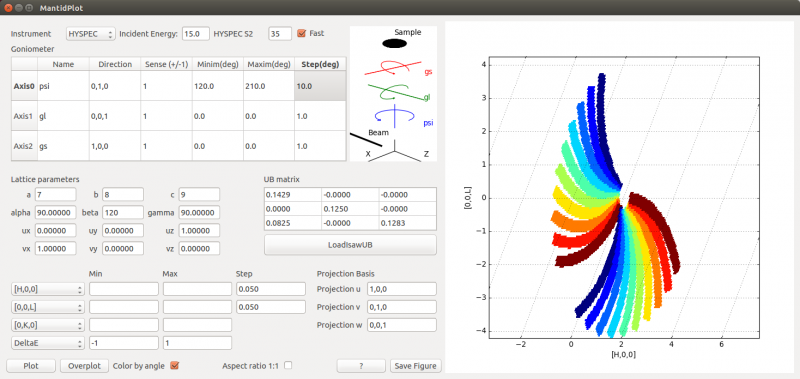 MantidPlot
Instrument HYSPEC Incident Energy: 15.0 HYSPEC S2 35 Fast
Goniometer
Name Direction Sense (+/-1) Minim(deg) Maxim(deg) Step(deg)
Axis0 psi 0,1,0 1 120.0 210.0 10.0
Axis1 gl 0,0,1 1 0.0 0.0 1.0
Axis2 gs 1,0,0 1 0.0 0.0 1.0
Sample
gs
gl
psi
Beam
X Z
Lattice parameters
a 7 b 8 c 9
alpha 90.00000 beta 120 gamma 90.00000
ux 0.00000 uy 0.00000 uz 1.00000
vx 1.00000 vy 0.00000 vz 0.00000
UB matrix
0.1429 -0.0000 -0.0000
0.0000 0.1250 -0.0000
0.0825 0.0000 0.1283
LoadIsawUB
Min Max Step
[H,0,0] 0.050
[0,0,L] 0.050
[0,K,0]
DeltaE -1 1
Projection Basis
Projection u 1,0,0
Projection v 0,1,0
Projection w 0,0,1
Plot Overplot Color by angle Aspect ratio 1:1 ? Save Figure
4
3
2
1
0
−1
−2
−3
−4
[0,0,L]
−2 0 2 4 6
[H,0,0]